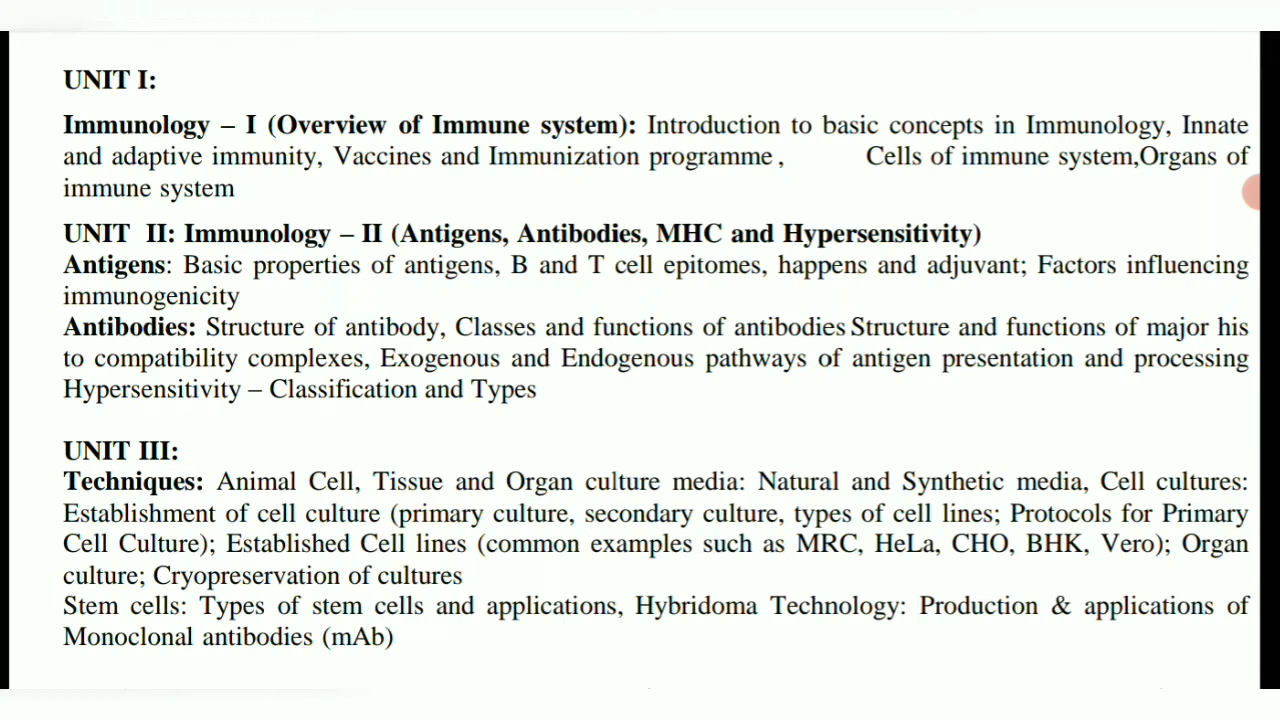 UNIT I:
Immunology – I (Overview of Immune system): Introduction to basic concepts in Immunology, Innate
and adaptive immunity, Vaccines and Immunization programme , Cells of immune system,Organs of
immune system
UNIT II: Immunology – II (Antigens, Antibodies, MHC and Hypersensitivity)
Antigens: Basic properties of antigens, B and T cell epitomes, happens and adjuvant; Factors influencing
immunogenicity
Antibodies: Structure of antibody, Classes and functions of antibodies Structure and functions of major his
to compatibility complexes, Exogenous and Endogenous pathways of antigen presentation and processing
Hypersensitivity – Classification and Types
UNIT III:
Techniques: Animal Cell, Tissue and Organ culture media: Natural and Synthetic media, Cell cultures:
Establishment of cell culture (primary culture, secondary culture, types of cell lines; Protocols for Primary
Cell Culture); Established Cell lines (common examples such as MRC, HeLa, CHO, BHK, Vero); Organ
culture; Cryopreservation of cultures
Stem cells: Types of stem cells and applications, Hybridoma Technology: Production & applications of
Monoclonal antibodies (mAb)